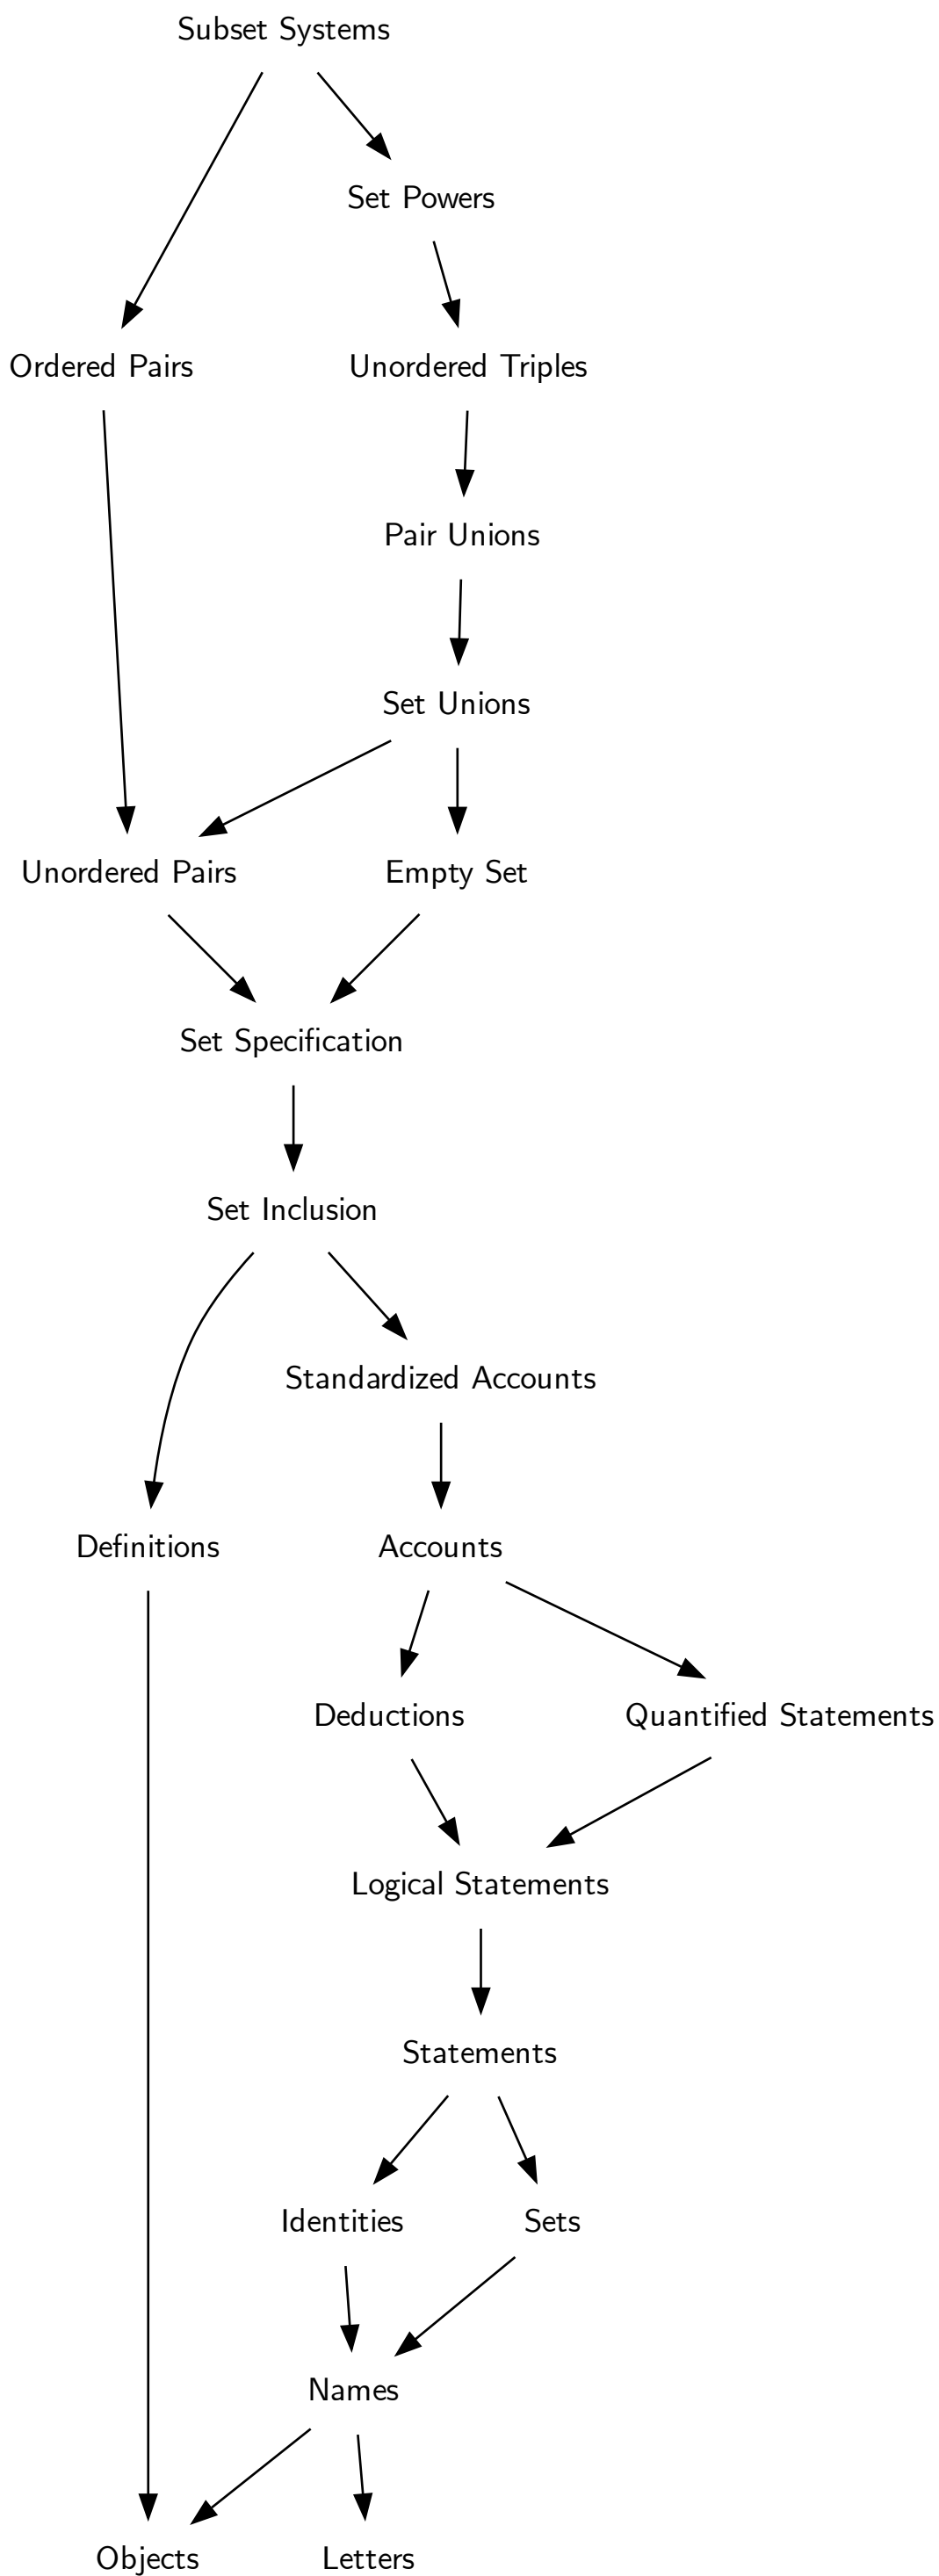 Subset Systems
Set Powers
Ordered Pairs
Unordered Triples
Pair Unions
Set Unions
Unordered Pairs
Empty Set
Set Specification
Set Inclusion
Standardized Accounts
Definitions
Accounts
Deductions
Quantified Statements
Logical Statements
Statements
Identities
Sets
Names
Objects
Letters